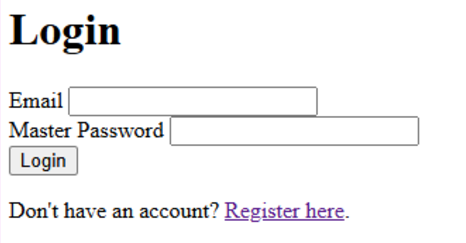 Login
Email
Master Password
Login
Don't have an account? Register here.